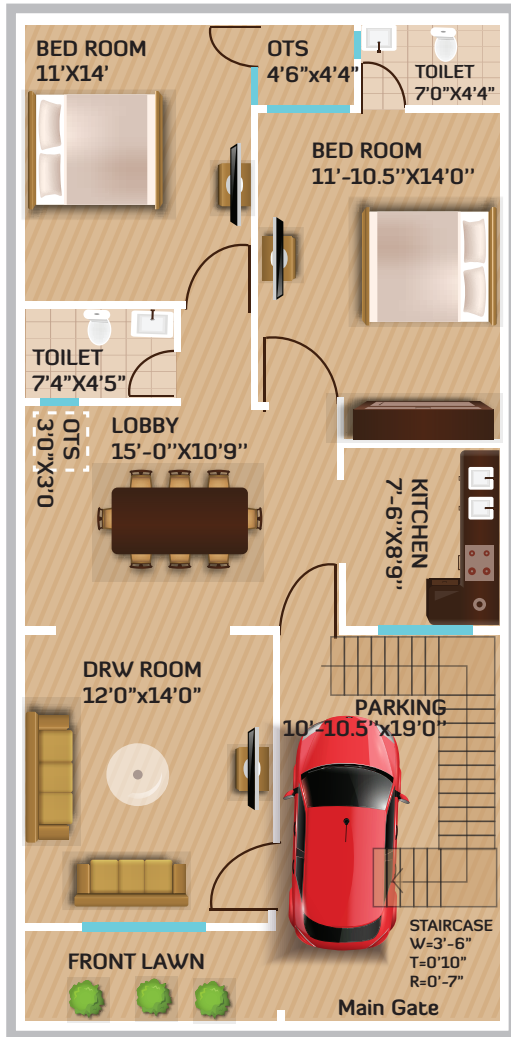 BED ROOM
11'X14'
OTS
4'6"x4'4"
TOILET
7'0"X4'4"
BED ROOM
11'-10.5''X14'0''
TOILET
7'4"X4'5"
OTS
3'0"X3'0
LOBBY
15'-0''X10'9''
KITCHEN
7'-6''X8'9''
DRW ROOM
12'0"x14'0"
PARKING
10'-10.5''x19'0''
STAIRCASE
W=3'-6"
T=0'10"
R=0'-7"
FRONT LAWN
Main Gate